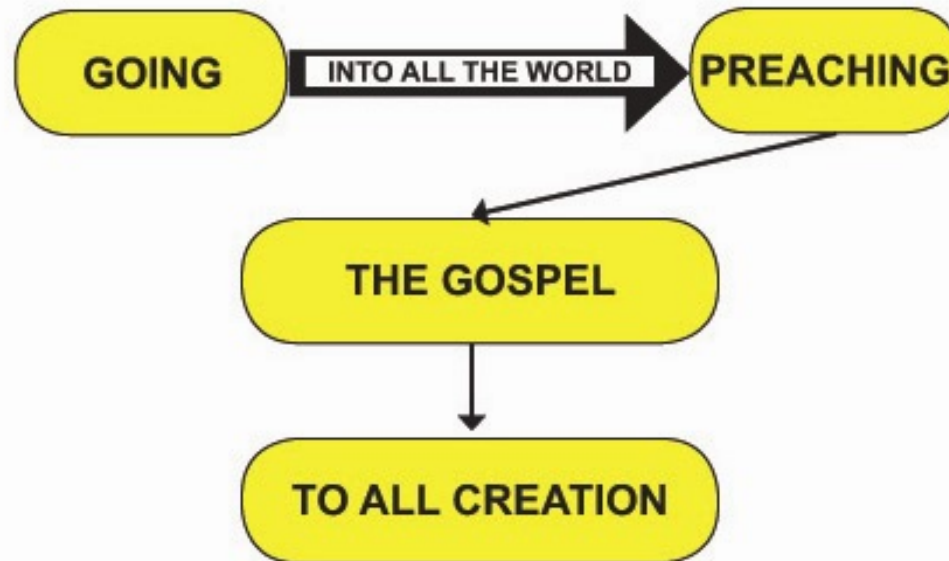 GOING
INTO ALL THE WORLD
PREACHING
THE GOSPEL
TO ALL CREATION